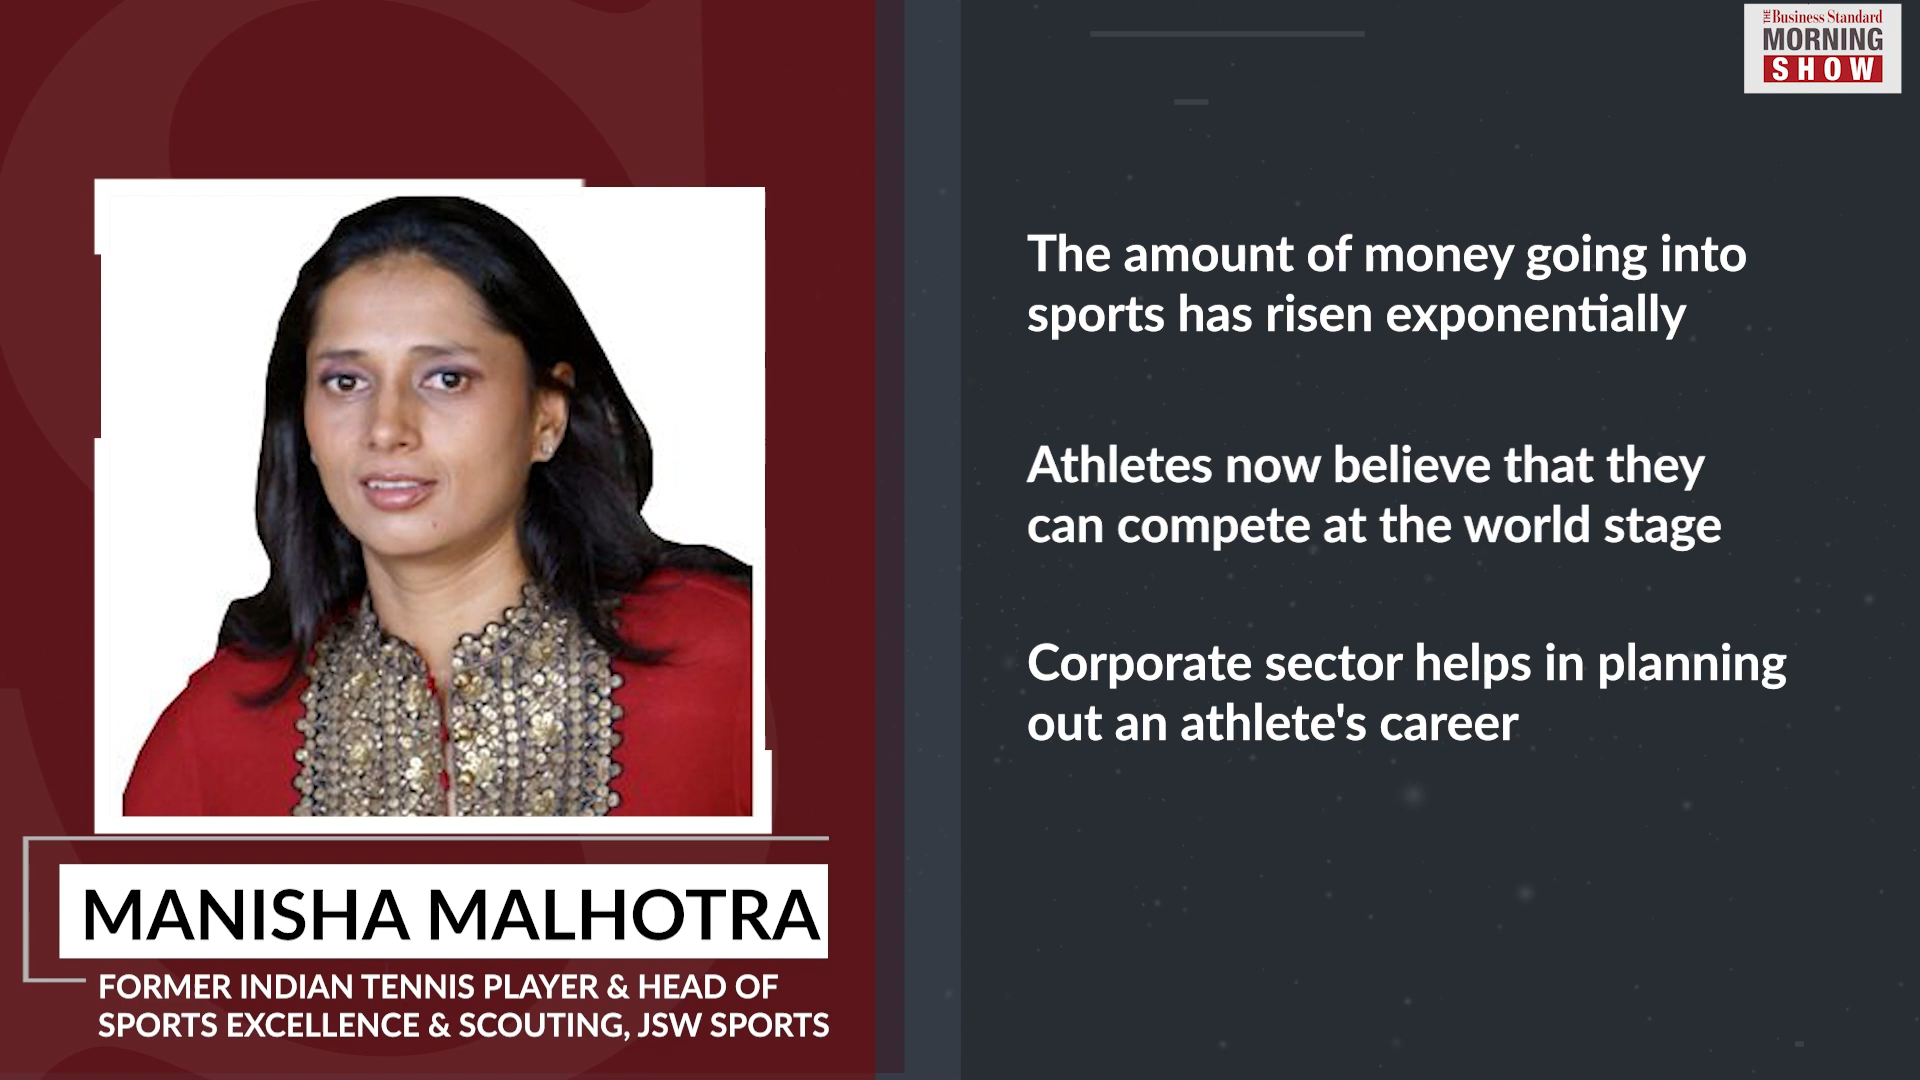 THE Business Standard
MORNING
SHOW
The amount of money going into
sports has risen exponentially
Athletes now believe that they
can compete at the world stage
Corporate sector helps in planning
out an athlete's career
MANISHA MALHOTRA
FORMER INDIAN TENNIS PLAYER & HEAD OF
SPORTS EXCELLENCE & SCOUTING, JSW SPORTS